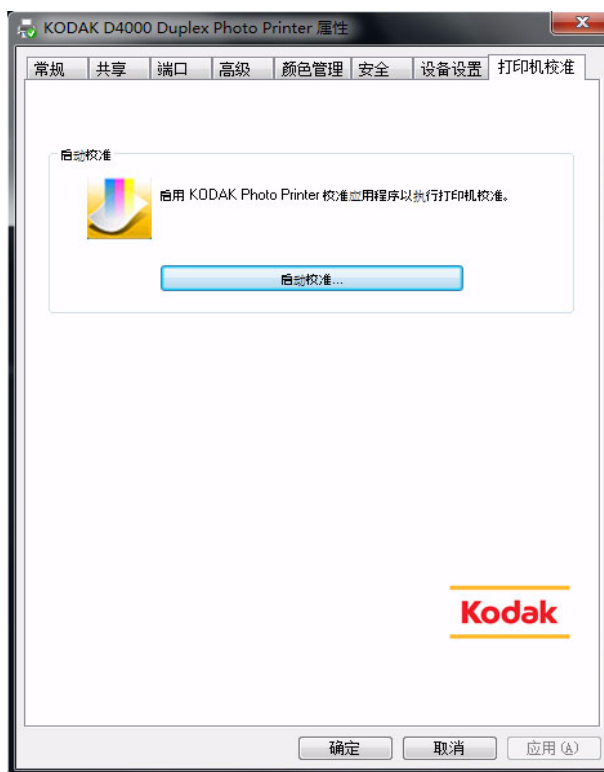 KODAK D4000 Duplex Photo Printer 属性
常规 共享 端口 高级 颜色管理 安全 设备设置 打印机校准
启动校准
启用 KODAK Photo Printer 校准应用程序以执行打印机校准。
启动校准...
Kodak
确定 取消 应用(A)